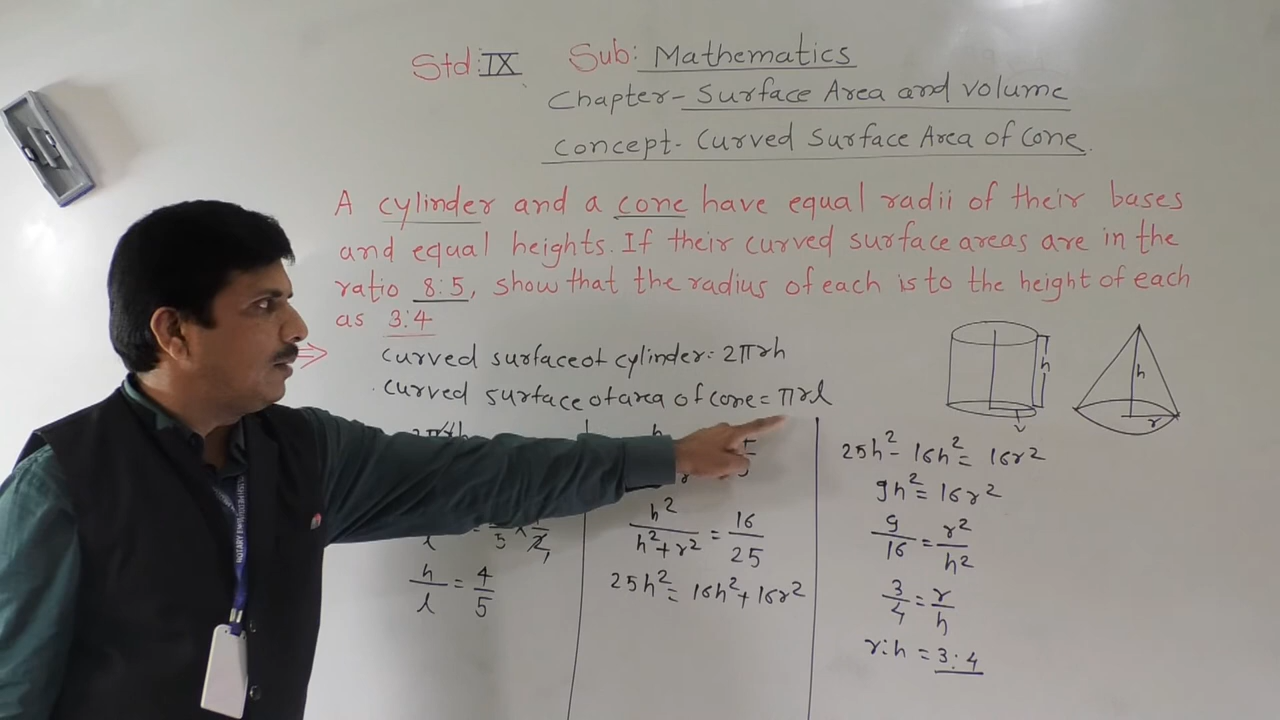 Std: IX Sub: Mathematics
Chapter- Surface Area and volume
Concept- Curved Surface Area of Cone.
A cylinder and a cone have equal radii of their bases
and equal heights. If their curved surface areas are in the
ratio 8:5, show that the radius of each is to the height of each
as 3:4
⇒ Curved surface of cylinder: 2πrh
Curved surface of area of cone = πrl
h
r
h
h
l
5
2
1
h/l = 4/5
h
5
h²/(h²+r²) = 16/25
25h² = 16h²+16r²
25h² - 16h² = 16r²
9h² = 16r²
9/16 = r²/h²
3/4 = r/h
r:h = 3:4